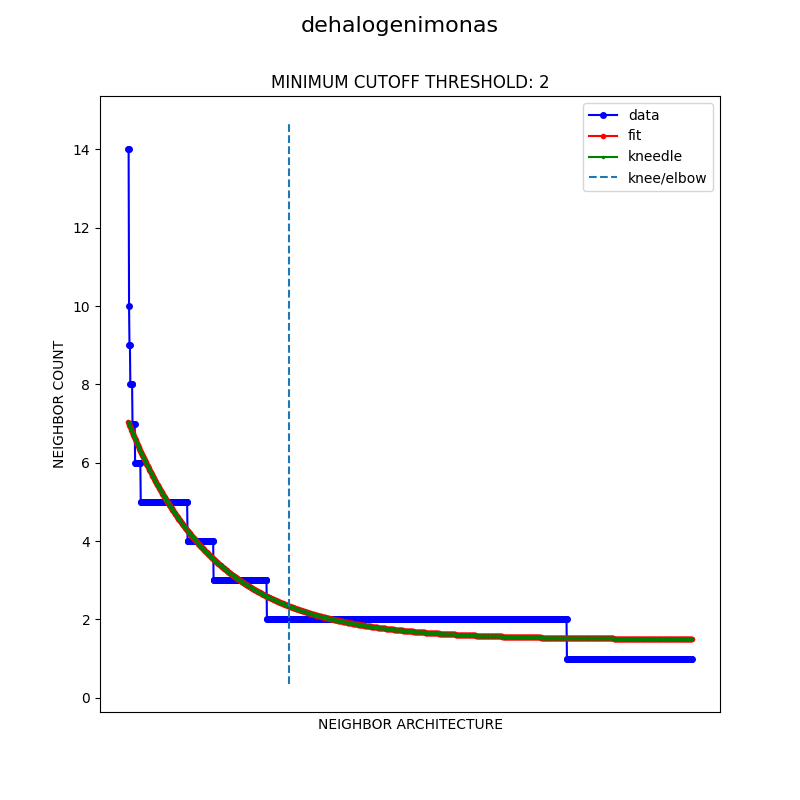 dehalogenimonas
MINIMUM CUTOFF THRESHOLD: 2
data
fit
kneedle
knee/elbow
14
12
10
8
6
4
2
0
NEIGHBOR COUNT
NEIGHBOR ARCHITECTURE